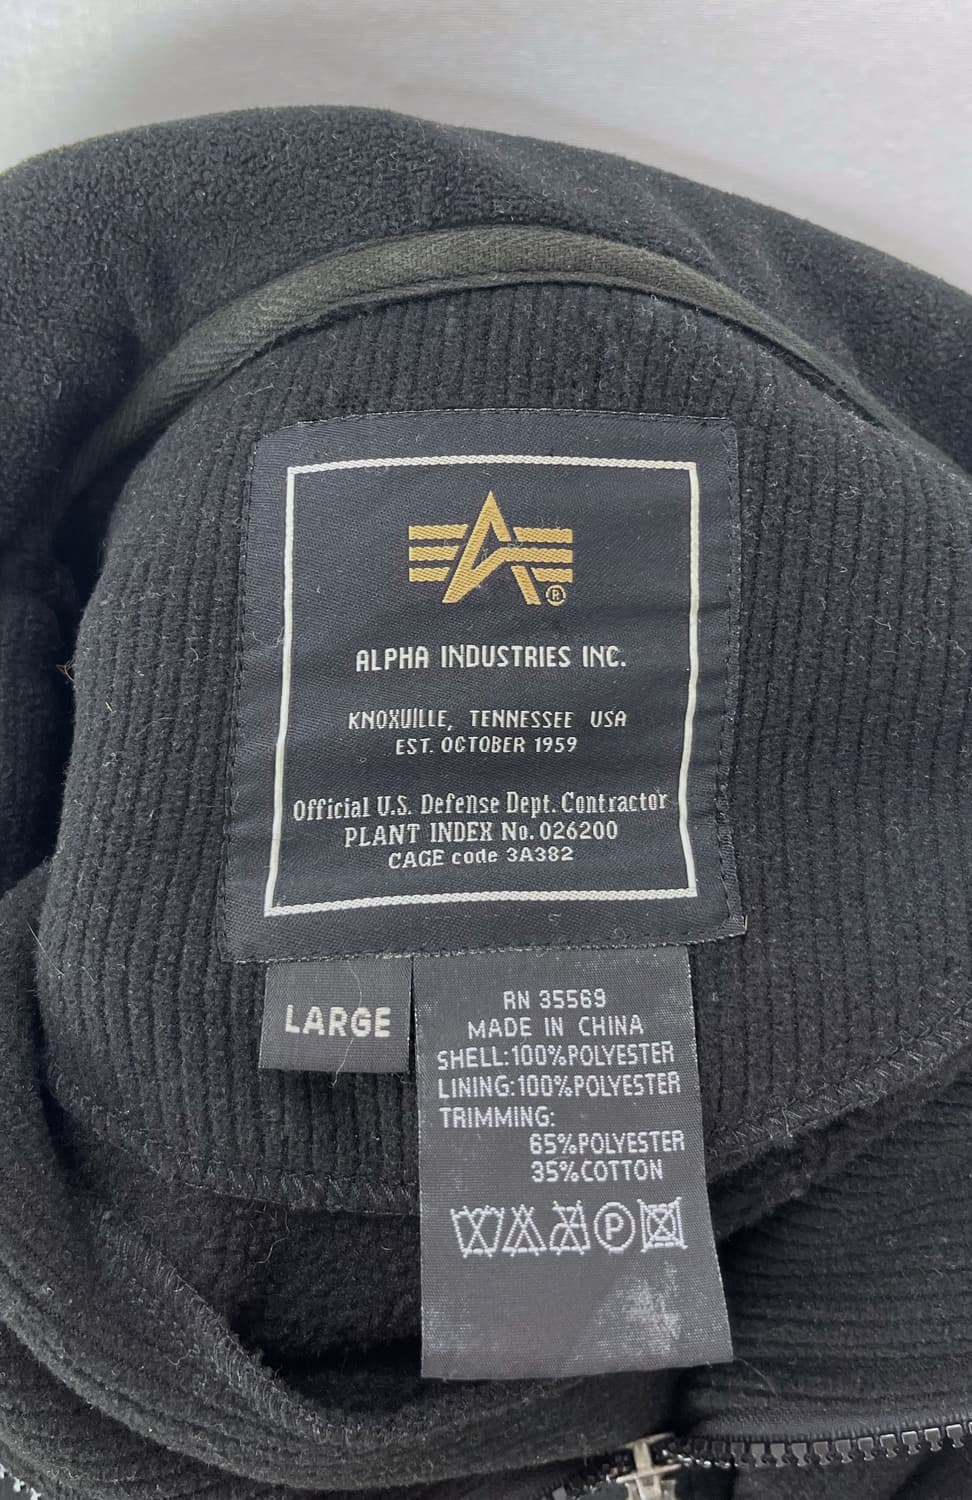 ®
ALPHA INDUSTRIES INC.
KNOXVILLE, TENNESSEE USA
EST. OCTOBER 1959
Official U.S. Defense Dept. Contractor
PLANT INDEX No. 026200
CAGE code 3A382
LARGE
RN 35569
MADE IN CHINA
SHELL:100%POLYESTER
LINING:100%POLYESTER
TRIMMING:
65%POLYESTER
35%COTTON
P